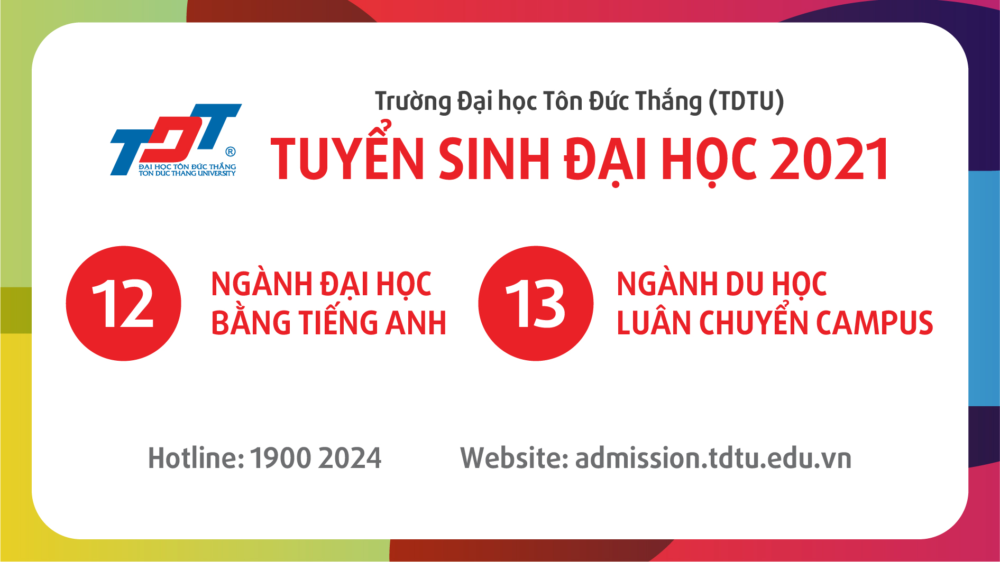 TDT®
ĐẠI HỌC TÔN ĐỨC THẮNG
TON DUC THANG UNIVERSITY
Trường Đại học Tôn Đức Thắng (TDTU)
TUYỂN SINH ĐẠI HỌC 2021
12
NGÀNH ĐẠI HỌC
BẰNG TIẾNG ANH
13
NGÀNH DU HỌC
LUÂN CHUYỂN CAMPUS
Hotline: 1900 2024
Website: admission.tdtu.edu.vn